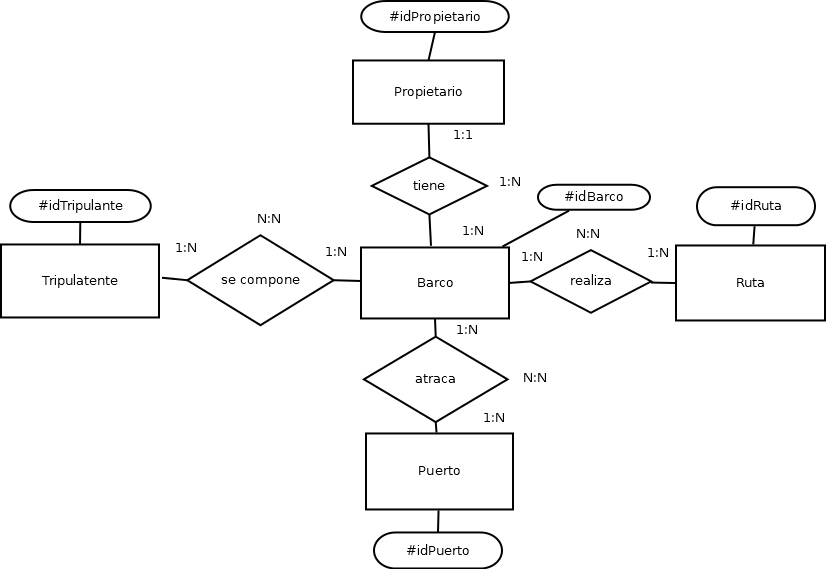 #idPropietario
Propietario
1:1
tiene
1:N
#idBarco
#idTripulante
#idRuta
N:N
1:N
N:N
1:N
1:N
1:N
1:N
Tripulatente
se compone
Barco
realiza
Ruta
1:N
atraca
N:N
1:N
Puerto
#idPuerto